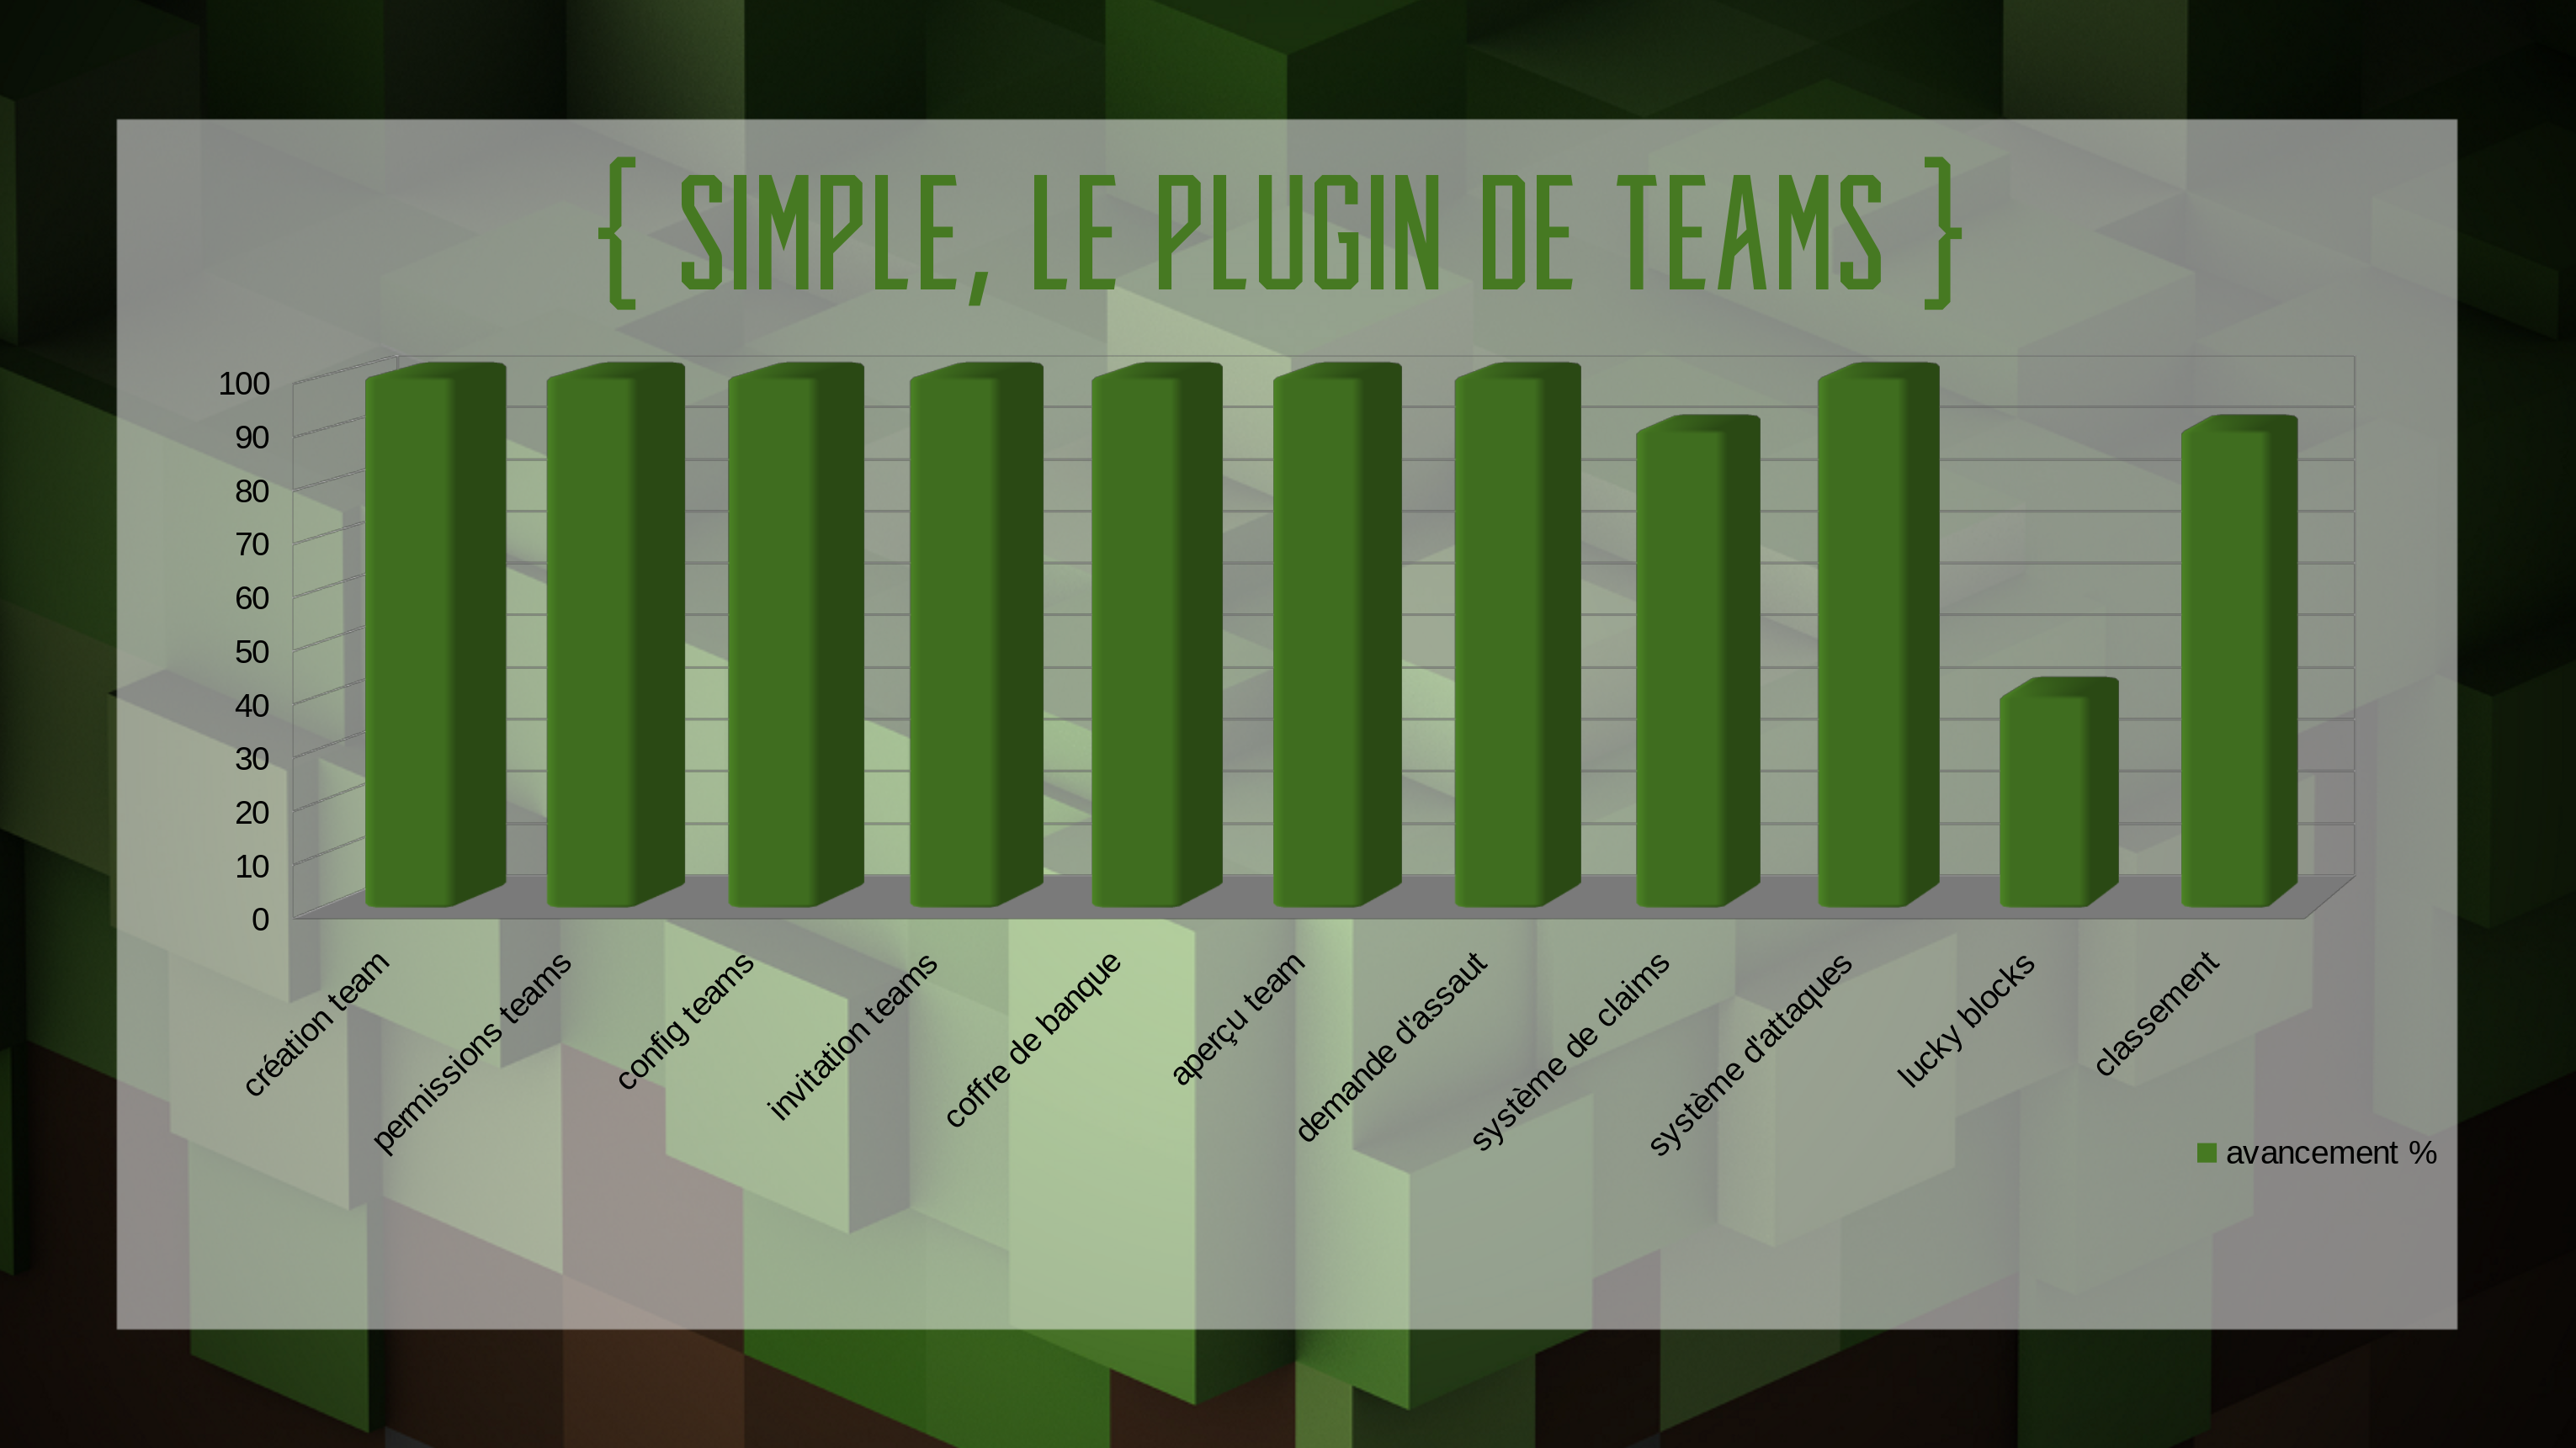 { SIMPLE, LE PLUGIN DE TEAMS }
100
90
80
70
60
50
40
30
20
10
0
création team
permissions teams
config teams
invitation teams
coffre de banque
aperçu team
demande d'assaut
système de claims
système d'attaques
lucky blocks
classement
avancement %